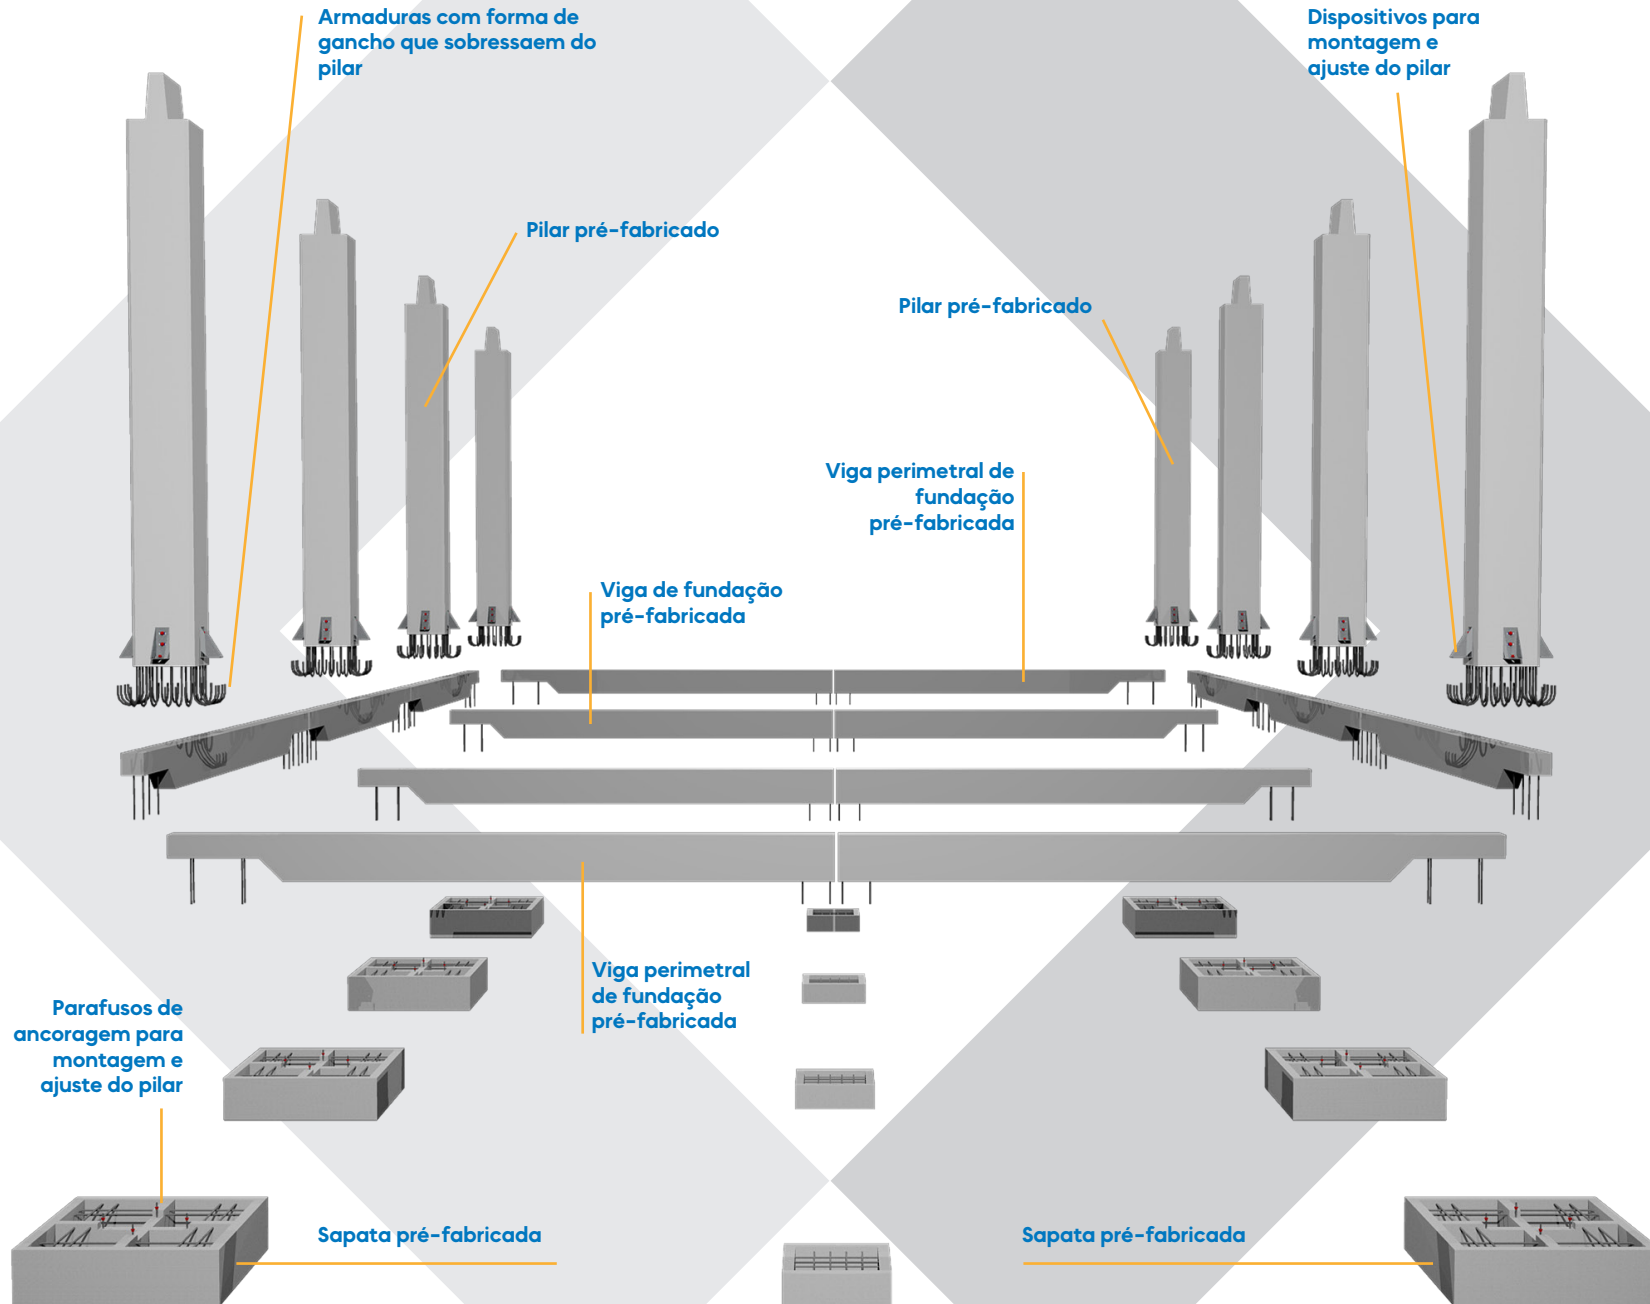 Armaduras com forma de
gancho que sobressaem do
pilar
Dispositivos para
montagem e
ajuste do pilar
Pilar pré-fabricado
Pilar pré-fabricado
Viga perimetral de
fundação
pré-fabricada
Viga de fundação
pré-fabricada
Viga perimetral
de fundação
pré-fabricada
Parafusos de
ancoragem para
montagem e
ajuste do pilar
Sapata pré-fabricada
Sapata pré-fabricada